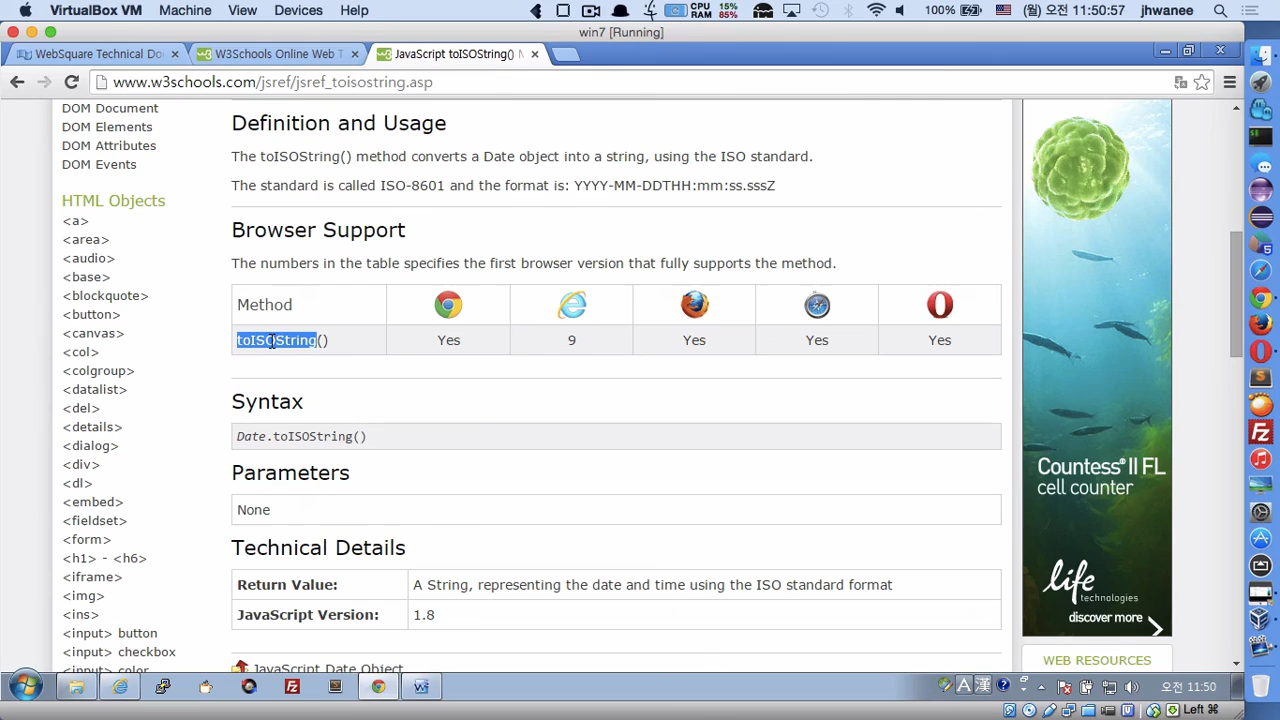 VirtualBox VM Machine View Devices Help
CPU 15%
RAM 85%
100% (월) 오전 11:50:57 jhwanee
win7 [Running]
WebSquare Technical Do
W3Schools Online Web T
JavaScript toISOString() M
www.w3schools.com/jsref/jsref_toisostring.asp
DOM Document
DOM Elements
DOM Attributes
DOM Events
HTML Objects
<a>
<area>
<audio>
<base>
<blockquote>
<button>
<canvas>
<col>
<colgroup>
<datalist>
<del>
<details>
<dialog>
<div>
<dl>
<embed>
<fieldset>
<form>
<h1> - <h6>
<iframe>
<img>
<ins>
<input> button
<input> checkbox
<input> color
Definition and Usage
The toISOString() method converts a Date object into a string, using the ISO standard.
The standard is called ISO-8601 and the format is: YYYY-MM-DDTHH:mm:ss.sssZ
Browser Support
The numbers in the table specifies the first browser version that fully supports the method.
Method
toISOString() Yes 9 Yes Yes Yes
Syntax
Date.toISOString()
Parameters
None
Technical Details
Return Value: A String, representing the date and time using the ISO standard format
JavaScript Version: 1.8
JavaScript Date Object
Countess® II FL
cell counter
life
technologies
discover more
WEB RESOURCES
A 漢
오전 11:50
Left ⌘